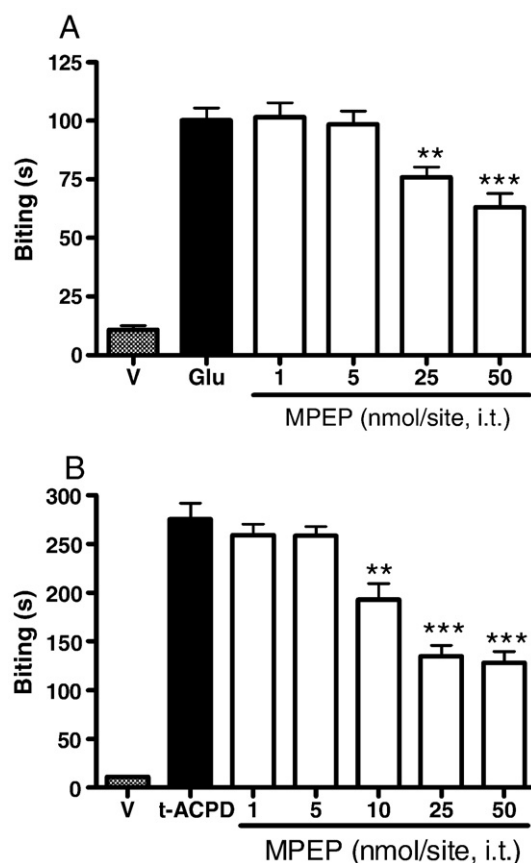 A
125
100
75
50
25
0
Biting (s)
**
***
V Glu 1 5 25 50
MPEP (nmol/site, i.t.)
B
300
250
200
150
100
50
0
Biting (s)
**
***
***
V t-ACPD 1 5 10 25 50
MPEP (nmol/site, i.t.)